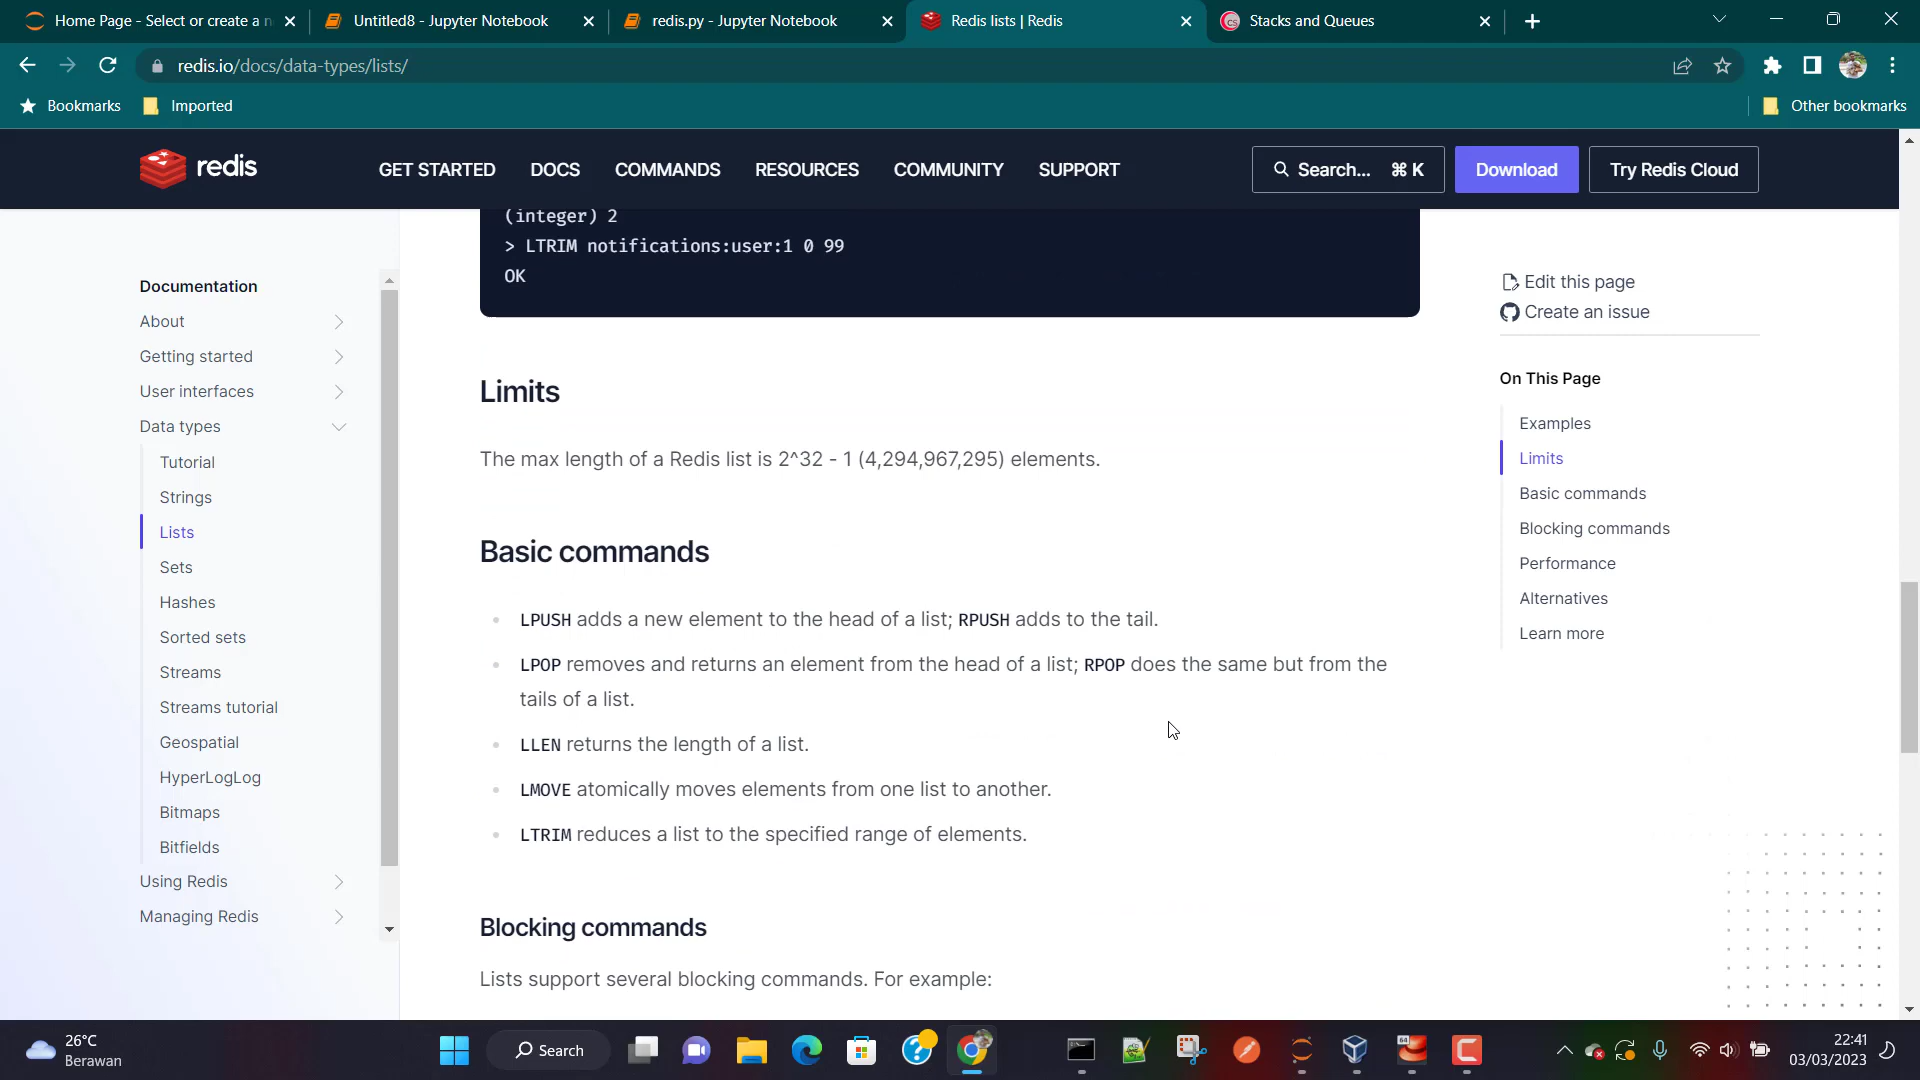 Home Page - Select or create a n
Untitled8 - Jupyter Notebook
redis.py - Jupyter Notebook
Redis lists | Redis
Stacks and Queues
redis.io/docs/data-types/lists/
Bookmarks
Imported
Other bookmarks
redis
GET STARTED
DOCS
COMMANDS
RESOURCES
COMMUNITY
SUPPORT
Search... ⌘ K
Download
Try Redis Cloud
Documentation
About
Getting started
User interfaces
Data types
Tutorial
Strings
Lists
Sets
Hashes
Sorted sets
Streams
Streams tutorial
Geospatial
HyperLogLog
Bitmaps
Bitfields
Using Redis
Managing Redis
(integer) 2
> LTRIM notifications:user:1 0 99
OK
Limits
The max length of a Redis list is 2^32 - 1 (4,294,967,295) elements.
Basic commands
LPUSH adds a new element to the head of a list; RPUSH adds to the tail.
LPOP removes and returns an element from the head of a list; RPOP does the same but from the
tails of a list.
LLEN returns the length of a list.
LMOVE atomically moves elements from one list to another.
LTRIM reduces a list to the specified range of elements.
Blocking commands
Lists support several blocking commands. For example:
Edit this page
Create an issue
On This Page
Examples
Limits
Basic commands
Blocking commands
Performance
Alternatives
Learn more
26°C
Berawan
Search
64
22:41
03/03/2023